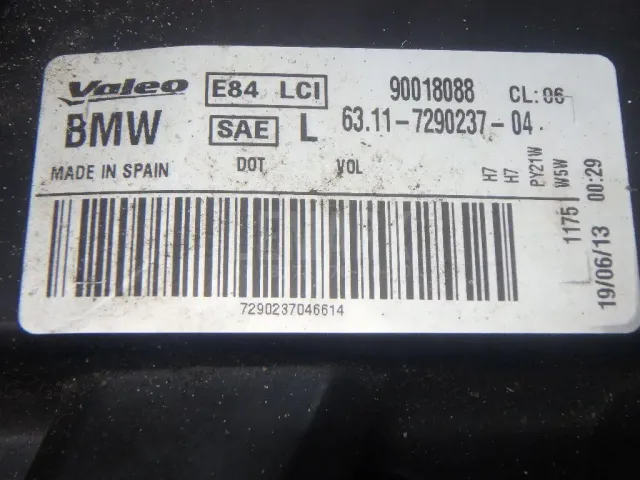 Valeo E84 LCI 90018088 CL: 06
BMW SAE L 63.11-7290237-04
MADE IN SPAIN DOT VOL
H7
H7
PY21W
W5W
1175
19/06/13 00:29
7290237046614